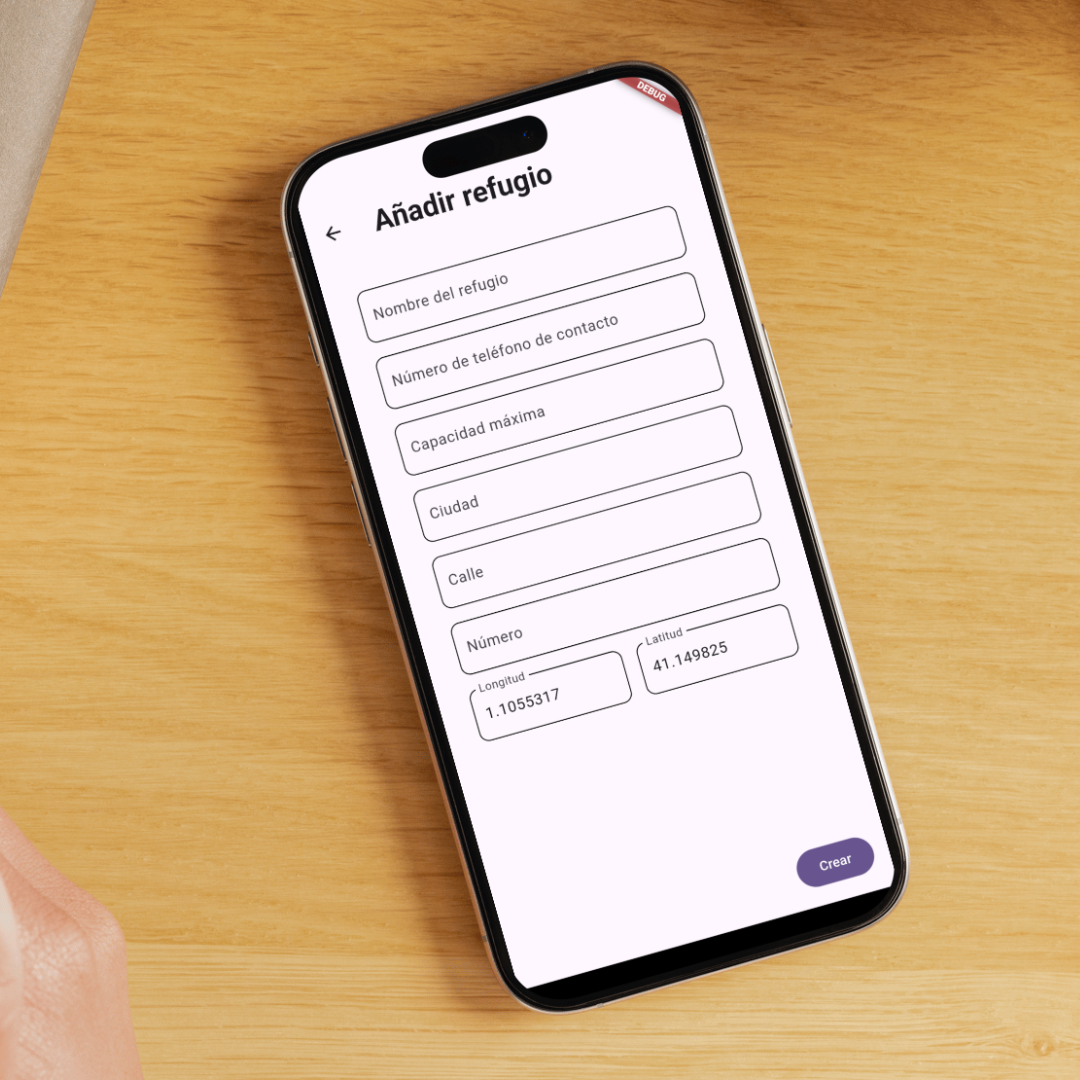 DEBUG
Añadir refugio
Nombre del refugio
Número de teléfono de contacto
Capacidad máxima
Ciudad
Calle
Número
Longitud
1.1055317
Latitud
41.149825
Crear